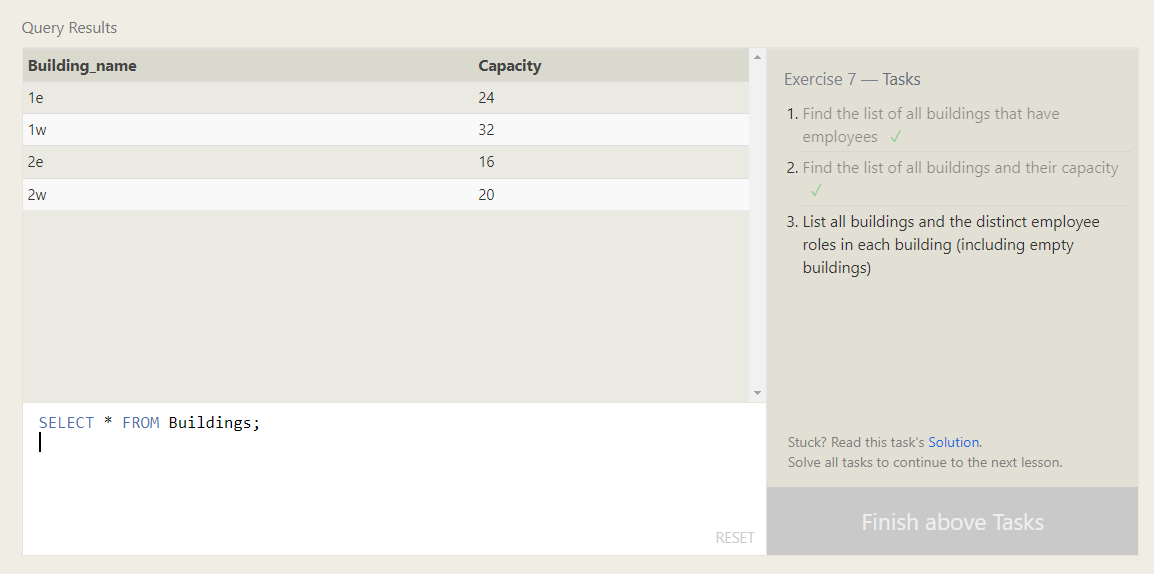 Query Results
Building_name Capacity
1e 24
1w 32
2e 16
2w 20
SELECT * FROM Buildings;
RESET
Exercise 7 — Tasks
1. Find the list of all buildings that have
employees ✓
2. Find the list of all buildings and their capacity
✓
3. List all buildings and the distinct employee
roles in each building (including empty
buildings)
Stuck? Read this task's Solution.
Solve all tasks to continue to the next lesson.
Finish above Tasks